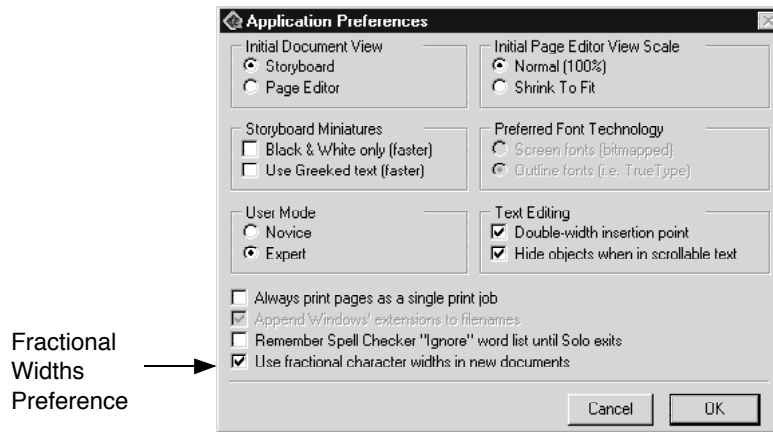 Application Preferences
Initial Document View
Storyboard
Page Editor
Initial Page Editor View Scale
Normal (100%)
Shrink To Fit
Storyboard Miniatures
Black & White only (faster)
Use Greeked text (faster)
Preferred Font Technology
Screen fonts (bitmapped)
Outline fonts (i.e. TrueType)
User Mode
Novice
Expert
Text Editing
Double-width insertion point
Hide objects when in scrollable text
Always print pages as a single print job
Append Windows' extensions to filenames
Remember Spell Checker "Ignore" word list until Solo exits
Use fractional character widths in new documents
Fractional
Widths
Preference
Cancel
OK